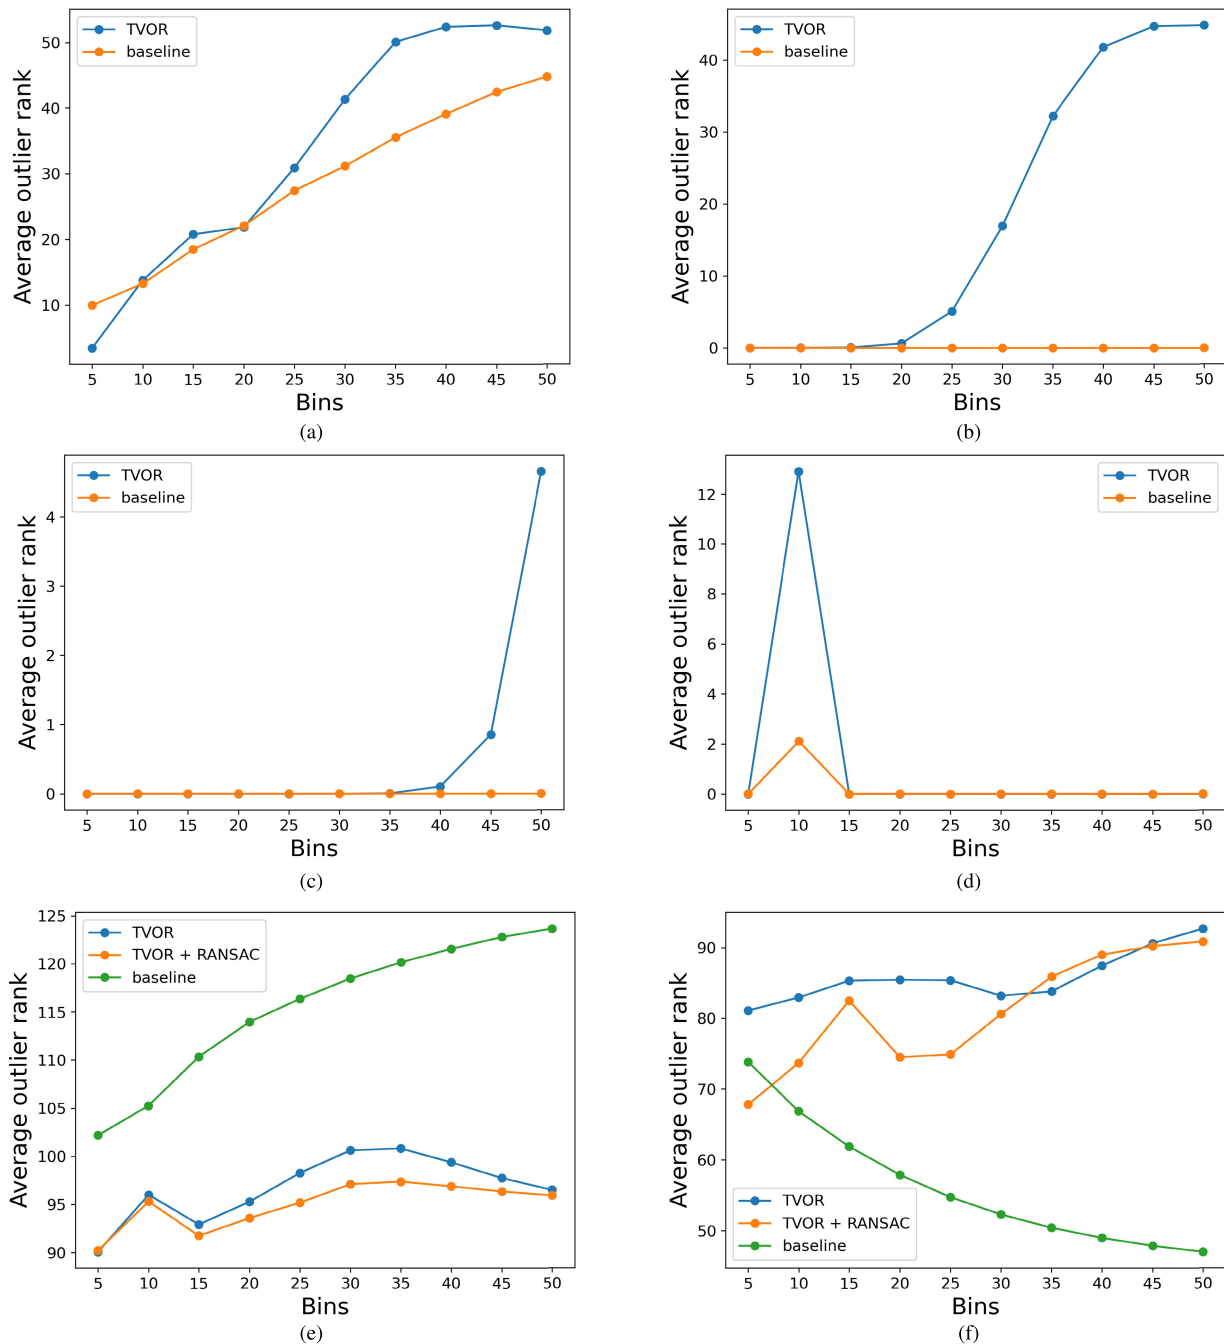 TVOR
baseline
50
40
30
20
10
Average outlier rank
5 10 15 20 25 30 35 40 45 50
Bins
(a)
TVOR
baseline
40
30
20
10
0
Average outlier rank
5 10 15 20 25 30 35 40 45 50
Bins
(b)
TVOR
baseline
4
3
2
1
0
Average outlier rank
5 10 15 20 25 30 35 40 45 50
Bins
(c)
TVOR
baseline
12
10
8
6
4
2
0
Average outlier rank
5 10 15 20 25 30 35 40 45 50
Bins
(d)
TVOR
TVOR + RANSAC
baseline
125
120
115
110
105
100
95
90
Average outlier rank
5 10 15 20 25 30 35 40 45 50
Bins
(e)
90
80
70
60
50
Average outlier rank
TVOR
TVOR + RANSAC
baseline
5 10 15 20 25 30 35 40 45 50
Bins
(f)